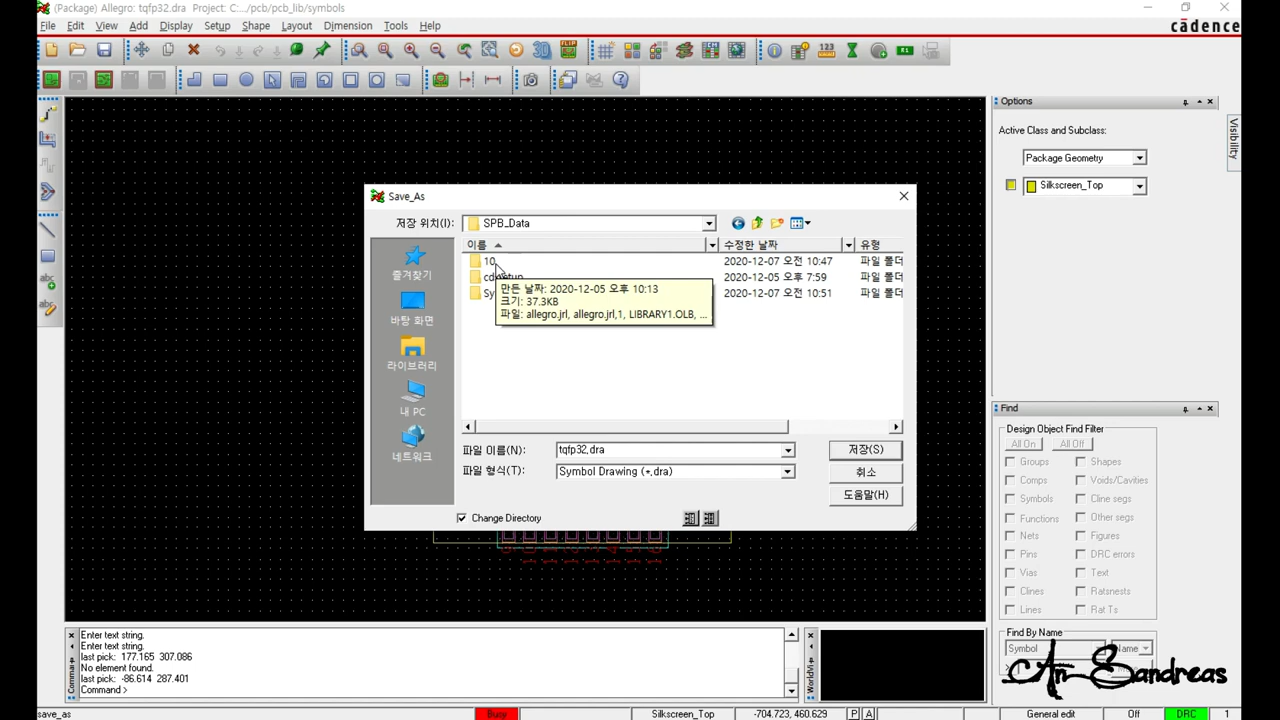 (Package) Allegro: tqfp32.dra Project: C:.../pcb/pcb_lib/symbols
File Edit View Add Display Setup Shape Layout Dimension Tools Help
cādence
Options
Active Class and Subclass:
Package Geometry
Silkscreen_Top
Visibility
Save_As
저장 위치(I):
SPB_Data
이름
수정한 날짜
유형
즐겨찾기
바탕 화면
라이브러리
내 PC
네트워크
10
2020-12-07 오전 10:47
파일 폴더
2020-12-05 오후 7:59
파일 폴더
2020-12-07 오전 10:51
파일 폴더
만든 날짜: 2020-12-05 오후 10:13
크기: 37.3KB
파일: allegro.jrl, allegro.jrl,1, LIBRARY1.OLB, ...
파일 이름(N):
tqfp32.dra
저장(S)
파일 형식(T):
Symbol Drawing (*.dra)
취소
도움말(H)
Change Directory
Find
Design Object Find Filter
All On
All Off
Groups
Shapes
Comps
Voids/Cavities
Symbols
Cline segs
Functions
Other segs
Nets
Figures
Pins
DRC errors
Vias
Text
Clines
Ratsnests
Lines
Rat Ts
Find By Name
Symbol
Name
An Sandreas
Enter text string.
Enter text string.
last pick: 177.165 307.086
No element found.
last pick: -86.614 287.401
Command >
Command
WorldVi
save_as
Busy
Silkscreen_Top
-704.723, 460.629
P
A
General edit
Off
DRC
1